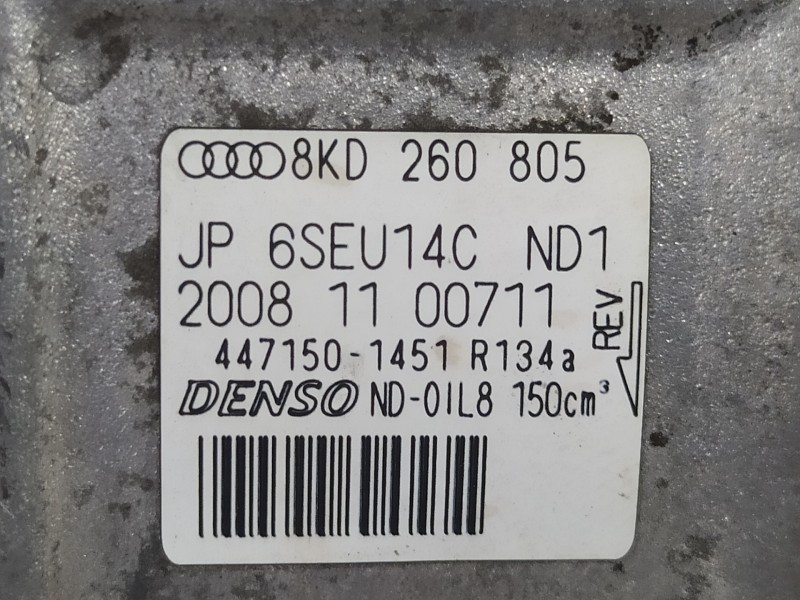 8KD 260 805
JP 6SEU14C ND1
2008 11 00711
447150-1451 R134a
REV
DENSO ND-OIL8 150cm³